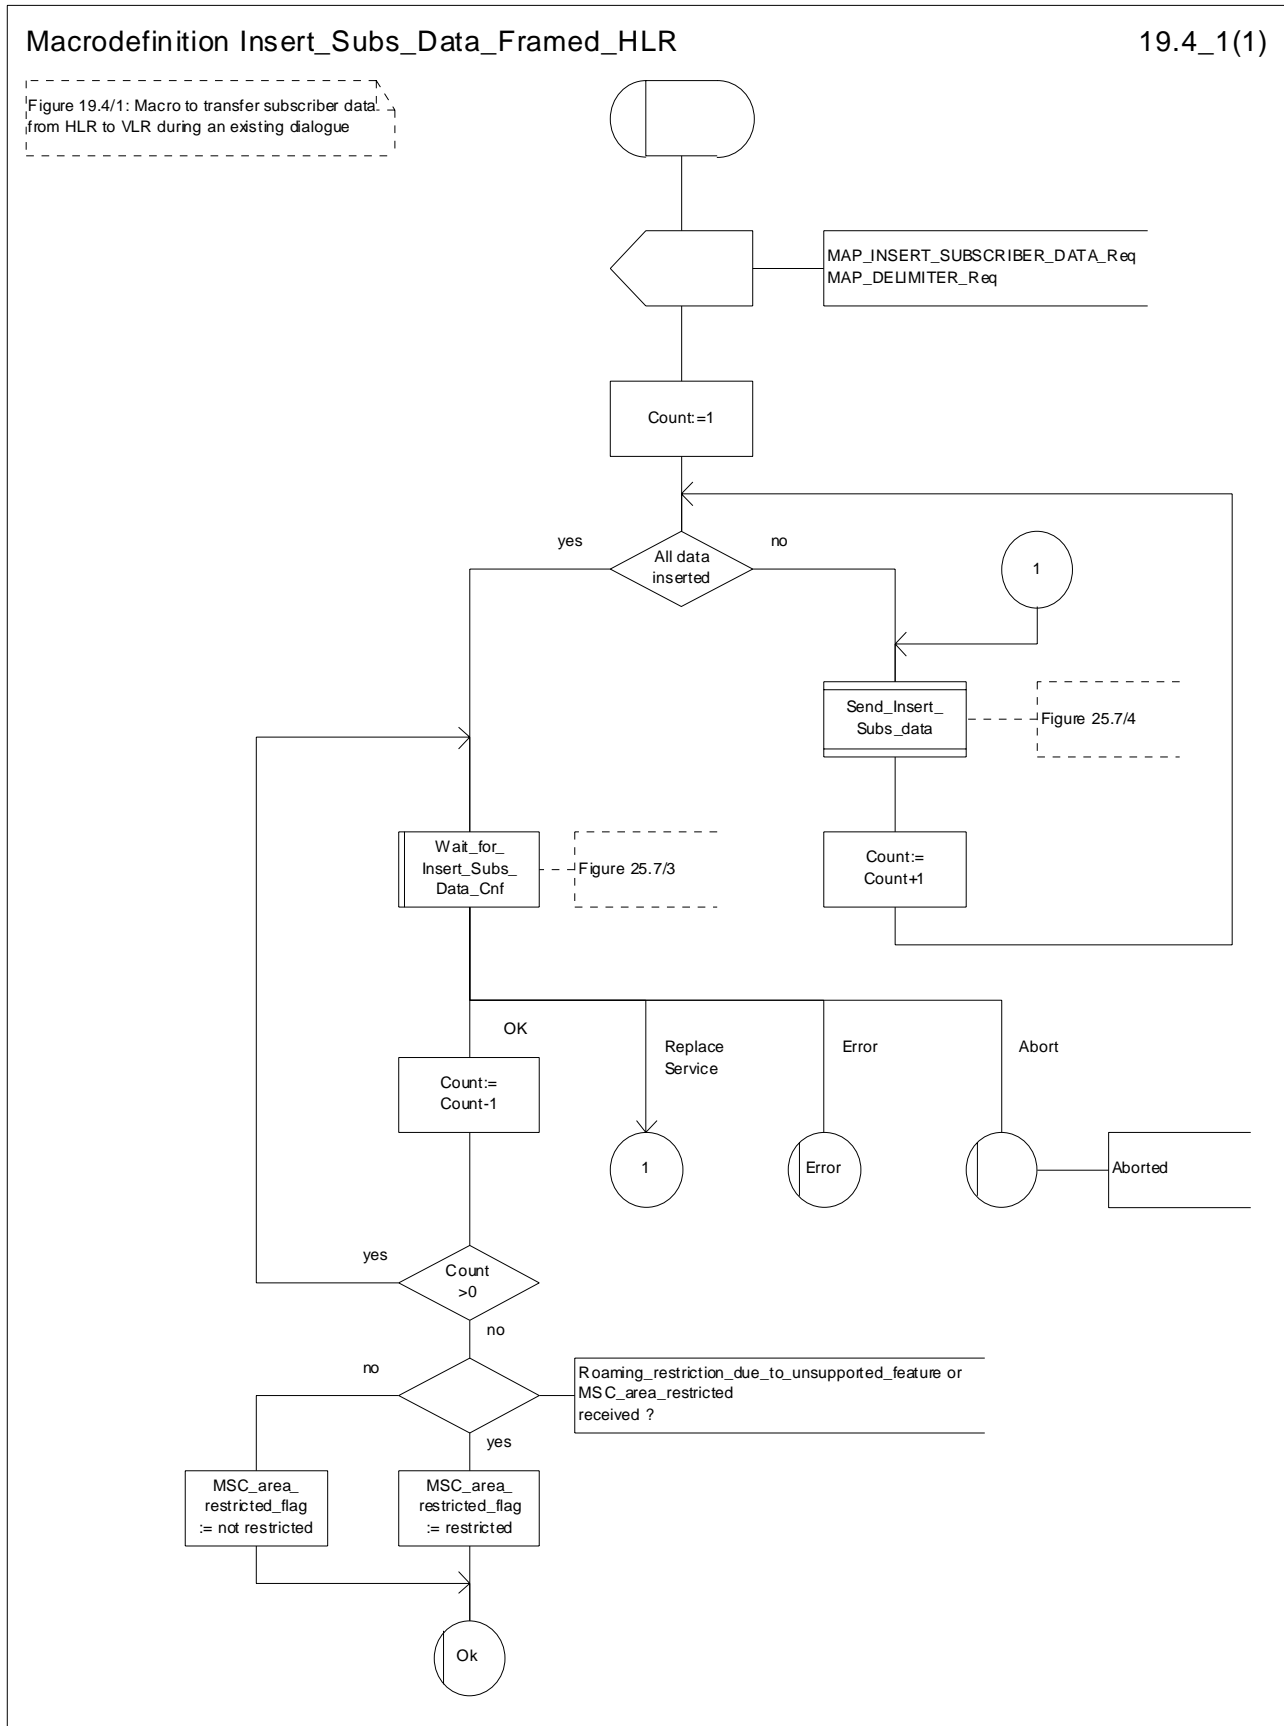 Macrodefinition Insert_Subs_Data_Framed_HLR
19.4_1(1)
Figure 19.4/1: Macro to transfer subscriber data
from HLR to VLR during an existing dialogue
MAP_INSERT_SUBSCRIBER_DATA_Req
MAP_DELIMITER_Req
Count:=1
yes
All data
inserted
no
1
Send_Insert_
Subs_data
Figure 25.7/4
Wait_for_
Insert_Subs_
Data_Cnf
Figure 25.7/3
Count:=
Count+1
OK
Replace
Service
Error
Abort
Count:=
Count-1
1
Error
Aborted
yes
Count
>0
no
no
Roaming_restriction_due_to_unsupported_feature or
MSC_area_restricted
received ?
yes
MSC_area_
restricted_flag
:= not restricted
MSC_area_
restricted_flag
:= restricted
Ok